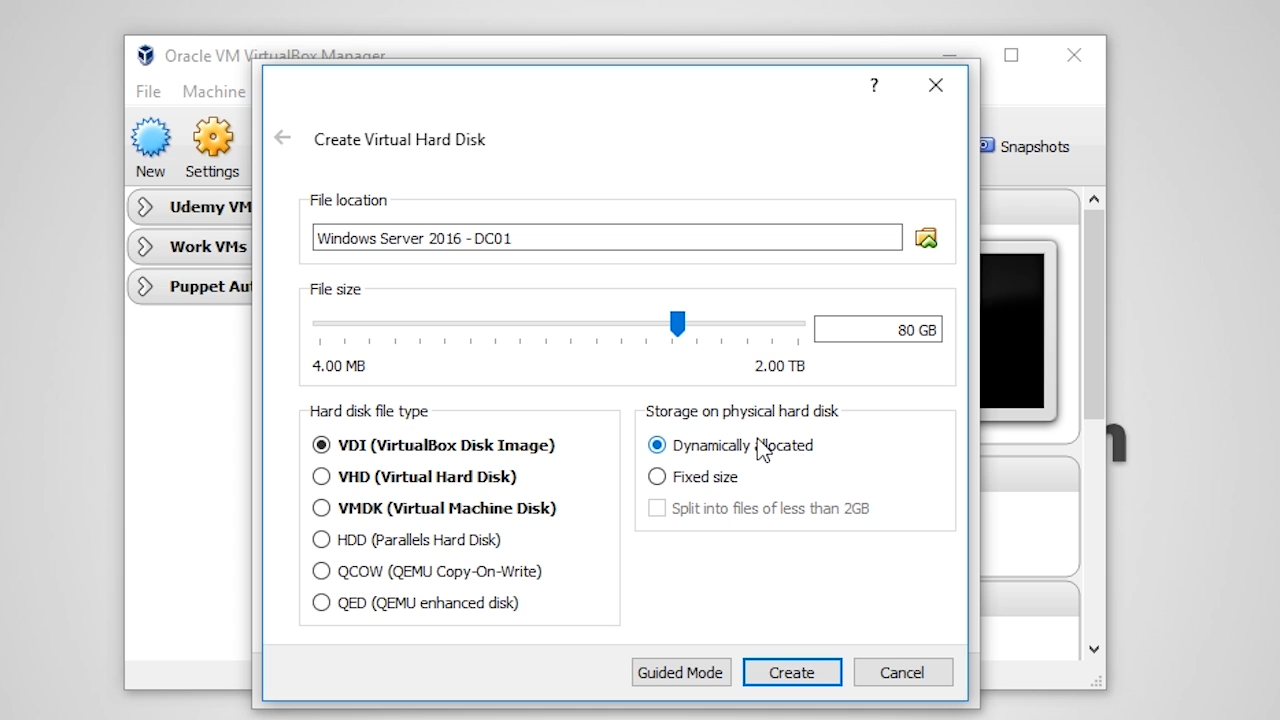 Oracle VM VirtualBox Manager
File Machine
New Settings
Snapshots
Udemy VM
Work VMs
Puppet Aut
?
Create Virtual Hard Disk
File location
Windows Server 2016 - DC01
File size
80 GB
4.00 MB 2.00 TB
Hard disk file type
VDI (VirtualBox Disk Image)
VHD (Virtual Hard Disk)
VMDK (Virtual Machine Disk)
HDD (Parallels Hard Disk)
QCOW (QEMU Copy-On-Write)
QED (QEMU enhanced disk)
Storage on physical hard disk
Dynamically allocated
Fixed size
Split into files of less than 2GB
Guided Mode Create Cancel